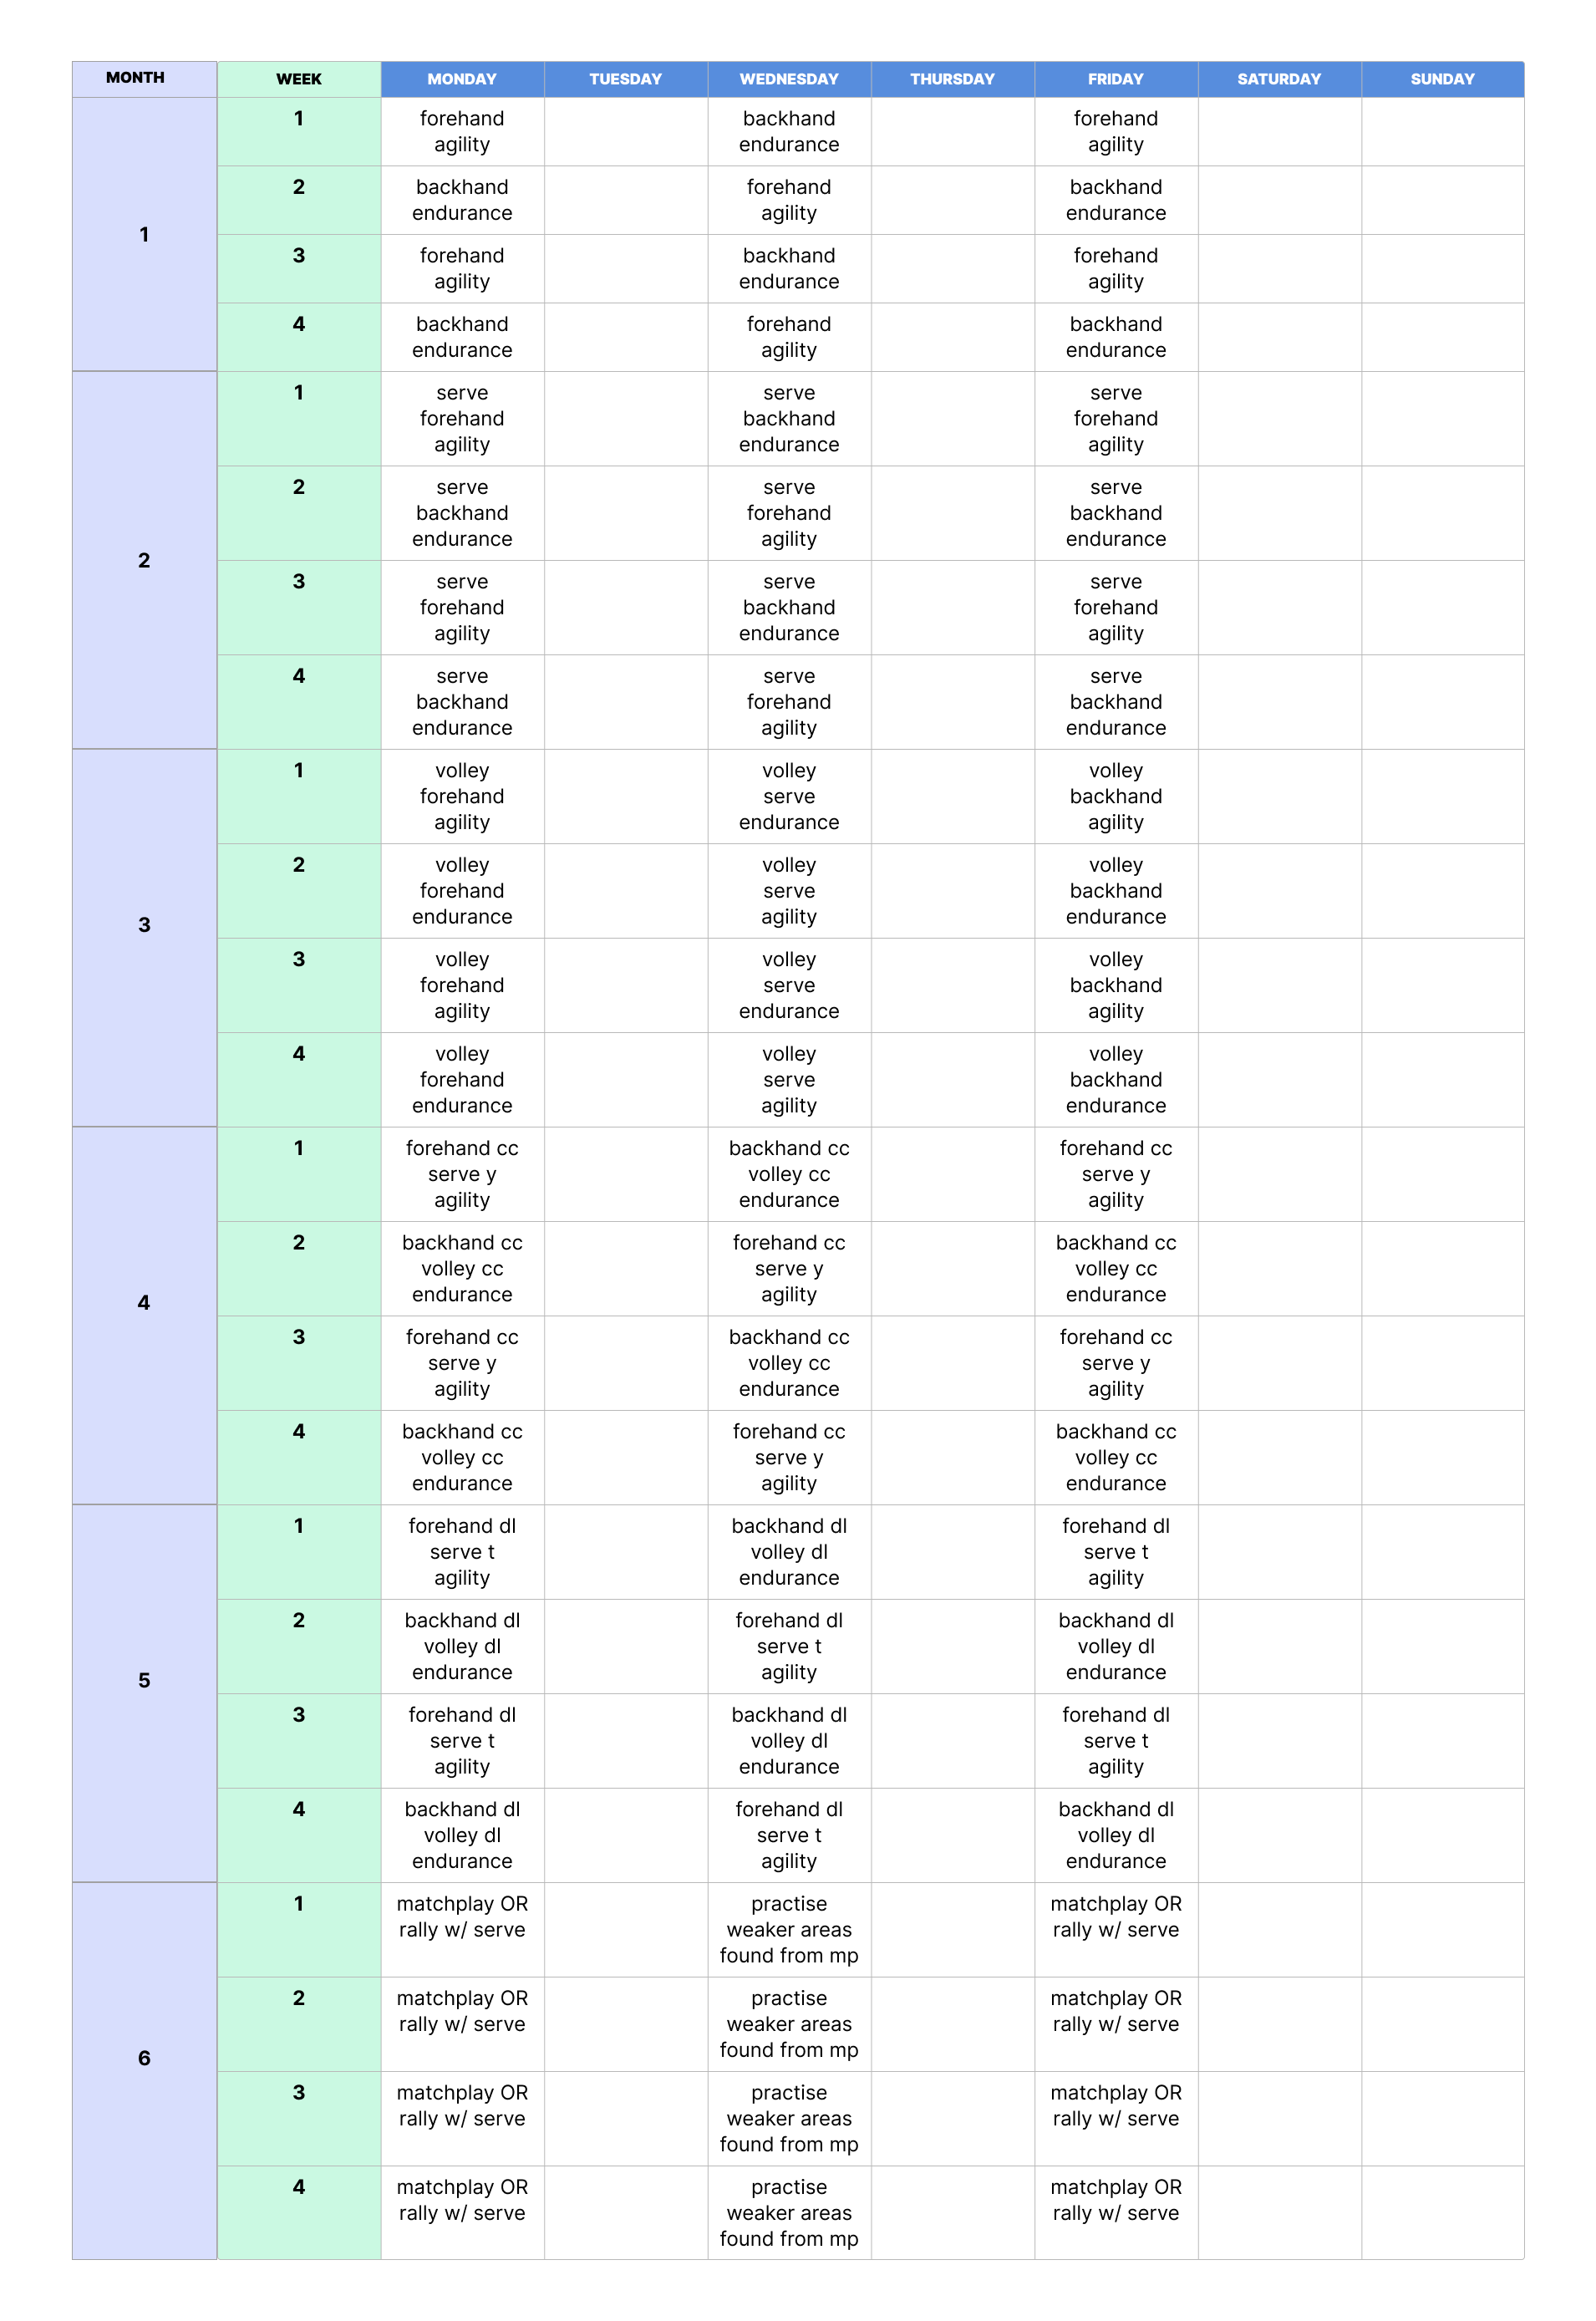 MONTH WEEK MONDAY TUESDAY WEDNESDAY THURSDAY FRIDAY SATURDAY SUNDAY
1
1 forehand backhand forehand
agility endurance agility
2 backhand forehand backhand
endurance agility endurance
3 forehand backhand forehand
agility endurance agility
4 backhand forehand backhand
endurance agility endurance
2
1 serve serve serve
forehand backhand forehand
agility endurance agility
2 serve serve serve
backhand forehand backhand
endurance agility endurance
3 serve serve serve
forehand backhand forehand
agility endurance agility
4 serve serve serve
backhand forehand backhand
endurance agility endurance
3
1 volley volley volley
forehand serve backhand
agility endurance agility
2 volley volley volley
forehand serve backhand
endurance agility endurance
3 volley volley volley
forehand serve backhand
agility endurance agility
4 volley volley volley
forehand serve backhand
endurance agility endurance
4
1 forehand cc backhand cc forehand cc
serve y volley cc serve y
agility endurance agility
2 backhand cc forehand cc backhand cc
volley cc serve y volley cc
endurance agility endurance
3 forehand cc backhand cc forehand cc
serve y volley cc serve y
agility endurance agility
4 backhand cc forehand cc backhand cc
volley cc serve y volley cc
endurance agility endurance
5
1 forehand dl backhand dl forehand dl
serve t volley dl serve t
agility endurance agility
2 backhand dl forehand dl backhand dl
volley dl serve t volley dl
endurance agility endurance
3 forehand dl backhand dl forehand dl
serve t volley dl serve t
agility endurance agility
4 backhand dl forehand dl backhand dl
volley dl serve t volley dl
endurance agility endurance
6
1 matchplay OR practise matchplay OR
rally w/ serve weaker areas rally w/ serve
found from mp
2 matchplay OR practise matchplay OR
rally w/ serve weaker areas rally w/ serve
found from mp
3 matchplay OR practise matchplay OR
rally w/ serve weaker areas rally w/ serve
found from mp
4 matchplay OR practise matchplay OR
rally w/ serve weaker areas rally w/ serve
found from mp